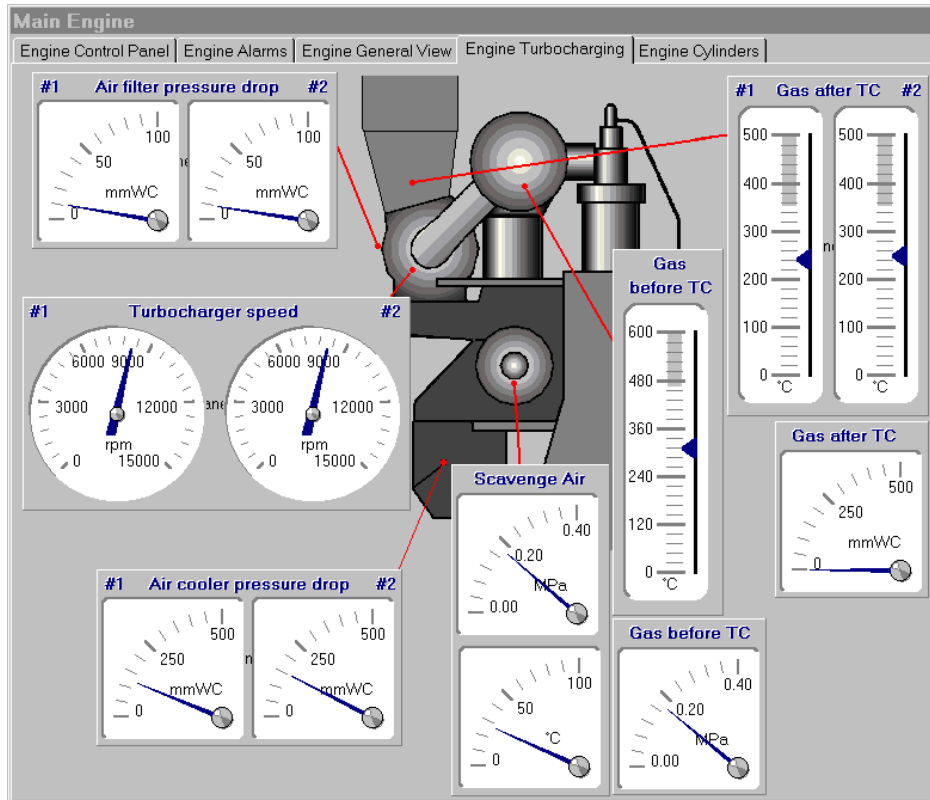 Main Engine
Engine Control Panel Engine Alarms Engine General View Engine Turbocharging Engine Cylinders
#1 Air filter pressure drop #2
0 50 100 mmWC
0 50 100 mmWC
#1 Gas after TC #2
500 400 300 200 100 0 °C
500 400 300 200 100 0 °C
Gas before TC
600 480 360 240 120 0 °C
#1 Turbocharger speed #2
0 3000 6000 9000 12000 15000 rpm
0 3000 6000 9000 12000 15000 rpm
Gas after TC
0 250 500 mmWC
Scavenge Air
0.00 0.20 0.40 MPa
0 50 100 °C
#1 Air cooler pressure drop #2
0 250 500 mmWC
0 250 500 mmWC
Gas before TC
0.00 0.20 0.40 MPa